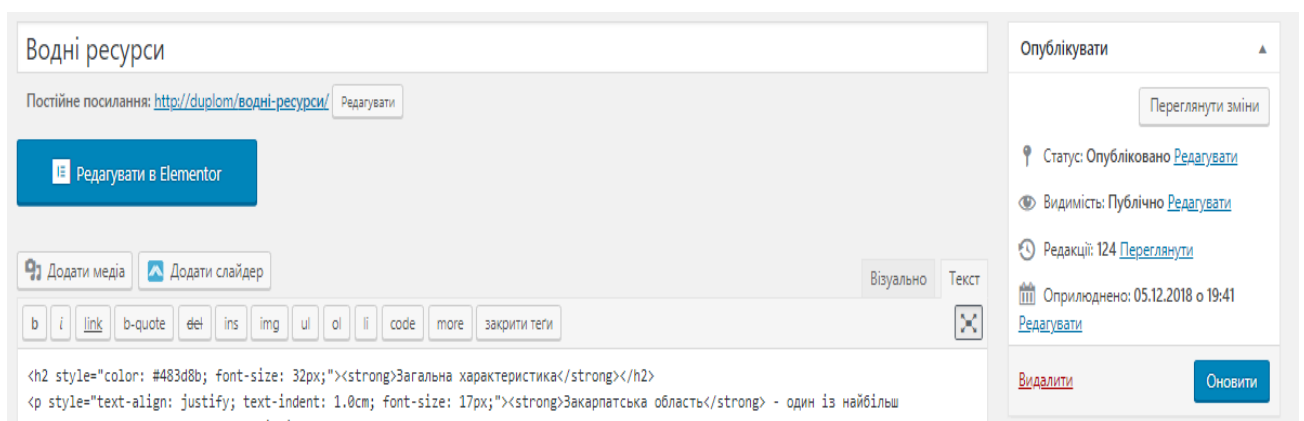 Водні ресурси
Постійне посилання: http://duplom/водні-ресурси/ Редагувати
Редагувати в Elementor
Додати медіа Додати слайдер
Візуально Текст
b i link b-quote del ins img ul ol li code more закрити теґи
<h2 style="color: #483d8b; font-size: 32px;"><strong>Загальна характеристика</strong></h2>
<p style="text-align: justify; text-indent: 1.0cm; font-size: 17px;"><strong>Закарпатська область</strong> - один із найбільш
Опублікувати
Переглянути зміни
Статус: Опубліковано Редагувати
Видимість: Публічно Редагувати
Редакції: 124 Переглянути
Оприлюднено: 05.12.2018 о 19:41
Редагувати
Видалити Оновити